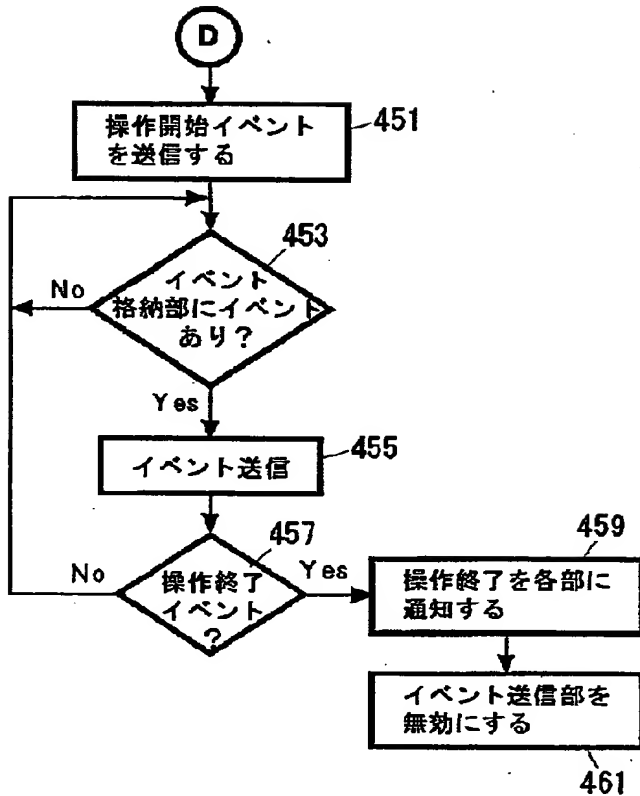 D
操作開始イベント
を送信する
451
453
イベント
格納部にイベント
あり？
No
Yes
イベント送信
455
457
操作終了
イベント
？
No
Yes
459
操作終了を各部に
通知する
イベント送信部を
無効にする
461